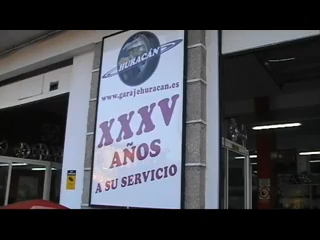 HURACÁN
www.garajehuracan.es
XXXV
AÑOS
A SU SERVICIO